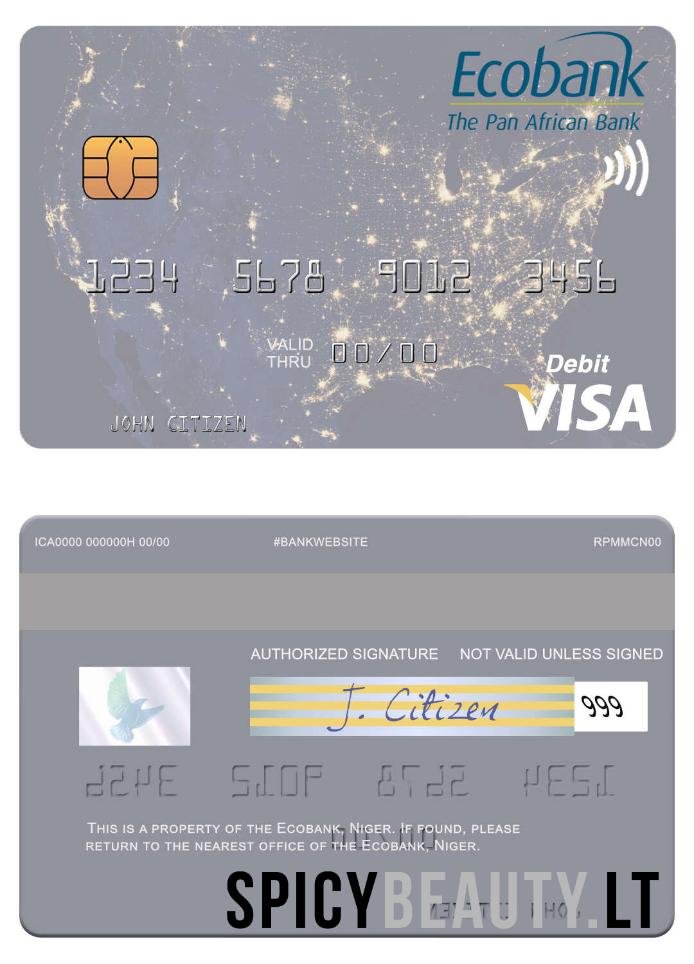 Ecobank
The Pan African Bank
1234 5678 9012 3456
VALID THRU 00/00
Debit
VISA
JOHN CITIZEN
ICA0000 000000H 00/00 #BANKWEBSITE RPMMCN00
AUTHORIZED SIGNATURE NOT VALID UNLESS SIGNED
J. Citizen 999
THIS IS A PROPERTY OF THE ECOBANK, NIGER. IF FOUND, PLEASE
RETURN TO THE NEAREST OFFICE OF THE ECOBANK, NIGER.
SPICYBEAUTY.LT